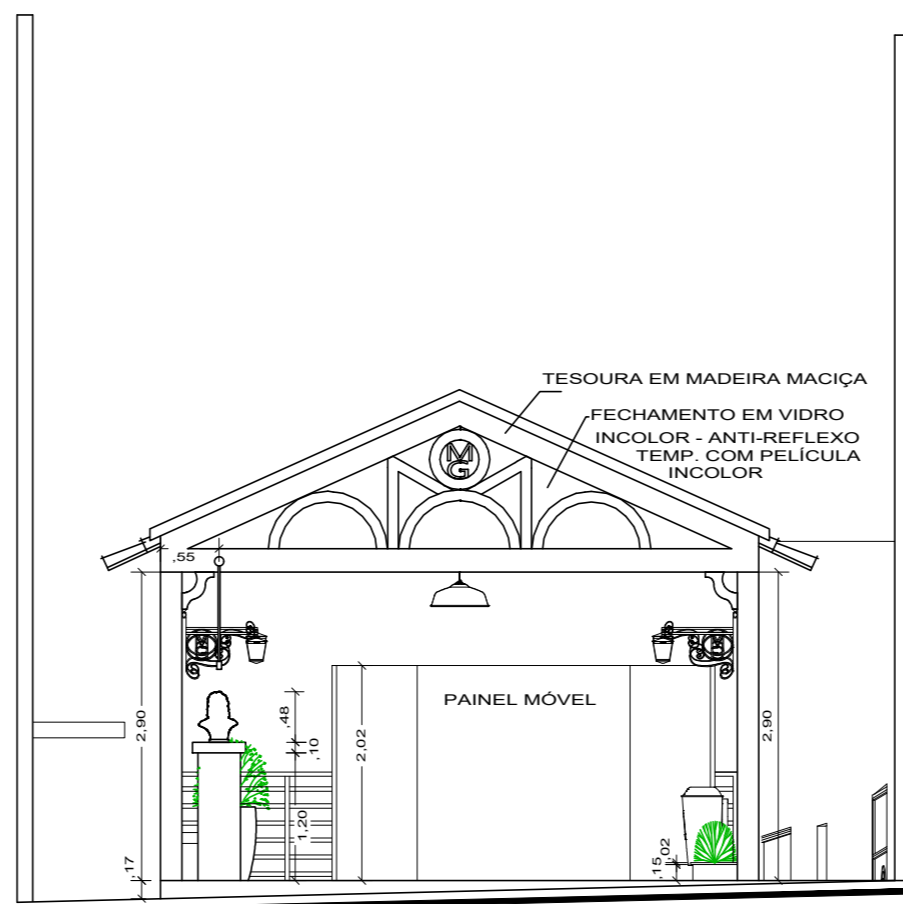 TESOURA EM MADEIRA MACIÇA
FECHAMENTO EM VIDRO
INCOLOR - ANTI-REFLEXO
TEMP. COM PELÍCULA
INCOLOR
M
G
,55
PAINEL MÓVEL
,48
,10
2,90
2,02
2,90
1,20
,02
,15
,17